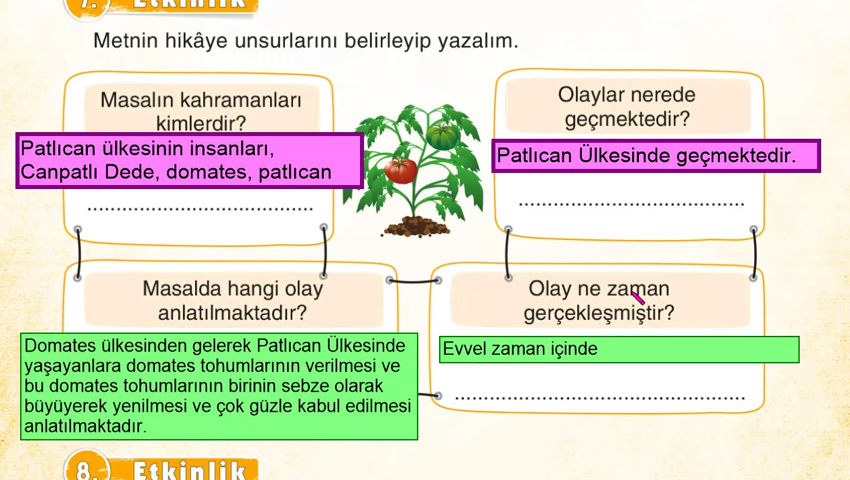 7. Etkinlik
Metnin hikâye unsurlarını belirleyip yazalım.
Masalın kahramanları
kimlerdir?
Patlıcan ülkesinin insanları,
Canpatlı Dede, domates, patlıcan
Olaylar nerede
geçmektedir?
Patlıcan Ülkesinde geçmektedir.
Masalda hangi olay
anlatılmaktadır?
Domates ülkesinden gelerek Patlıcan Ülkesinde
yaşayanlara domates tohumlarının verilmesi ve
bu domates tohumlarının birinin sebze olarak
büyüyerek yenilmesi ve çok güzle kabul edilmesi
anlatılmaktadır.
Olay ne zaman
gerçekleşmiştir?
Evvel zaman içinde
8. Etkinlik